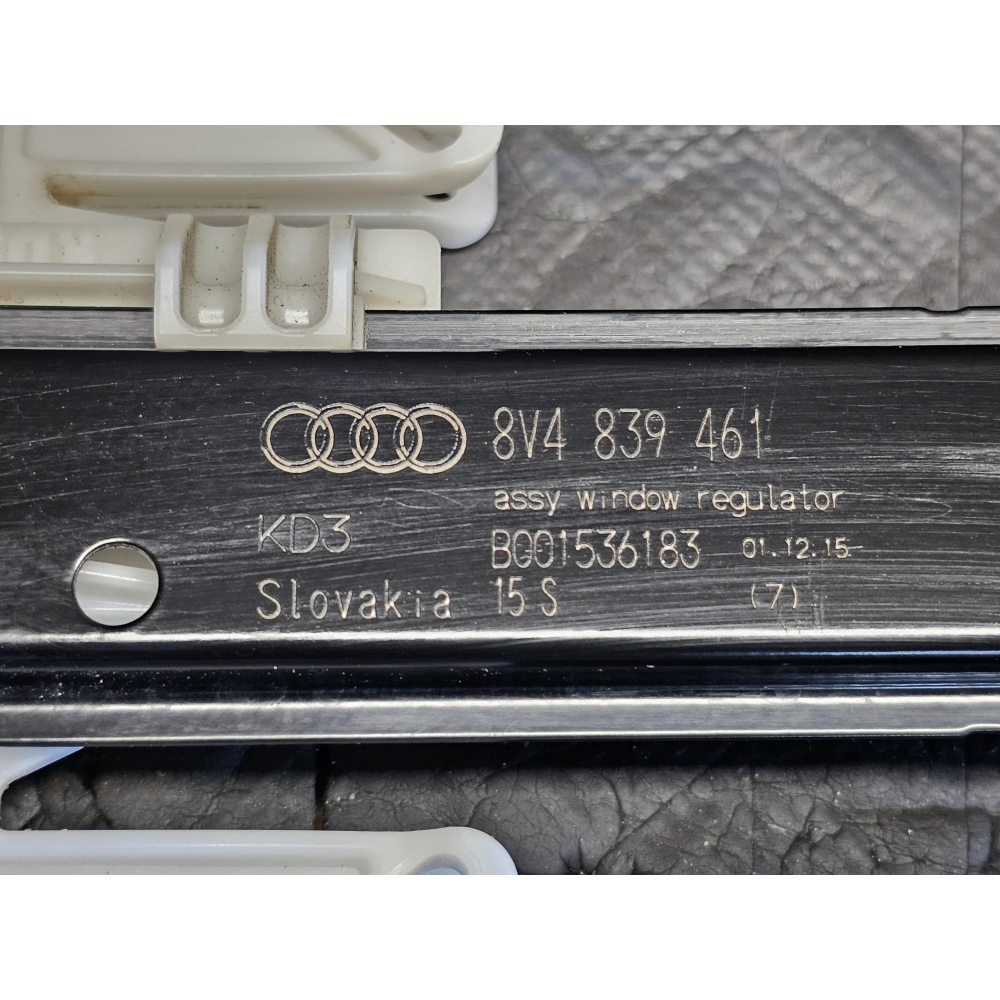 8V4 839 461
assy window regulator
KD3
B001536183 01.12.15
Slovakia 15 S (7)